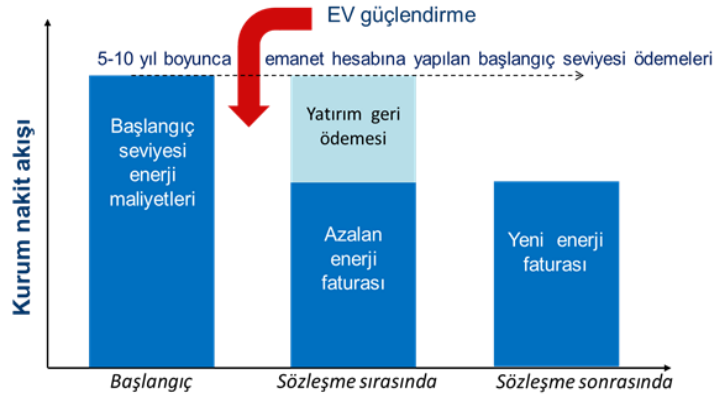 EV güçlendirme
5-10 yıl boyunca emanet hesabına yapılan başlangıç seviyesi ödemeleri
Kurum nakit akışı
Başlangıç
seviyesi
enerji
maliyetleri
Yatırım geri
ödemesi
Azalan
enerji
faturası
Yeni enerji
faturası
Başlangıç
Sözleşme sırasında
Sözleşme sonrasında